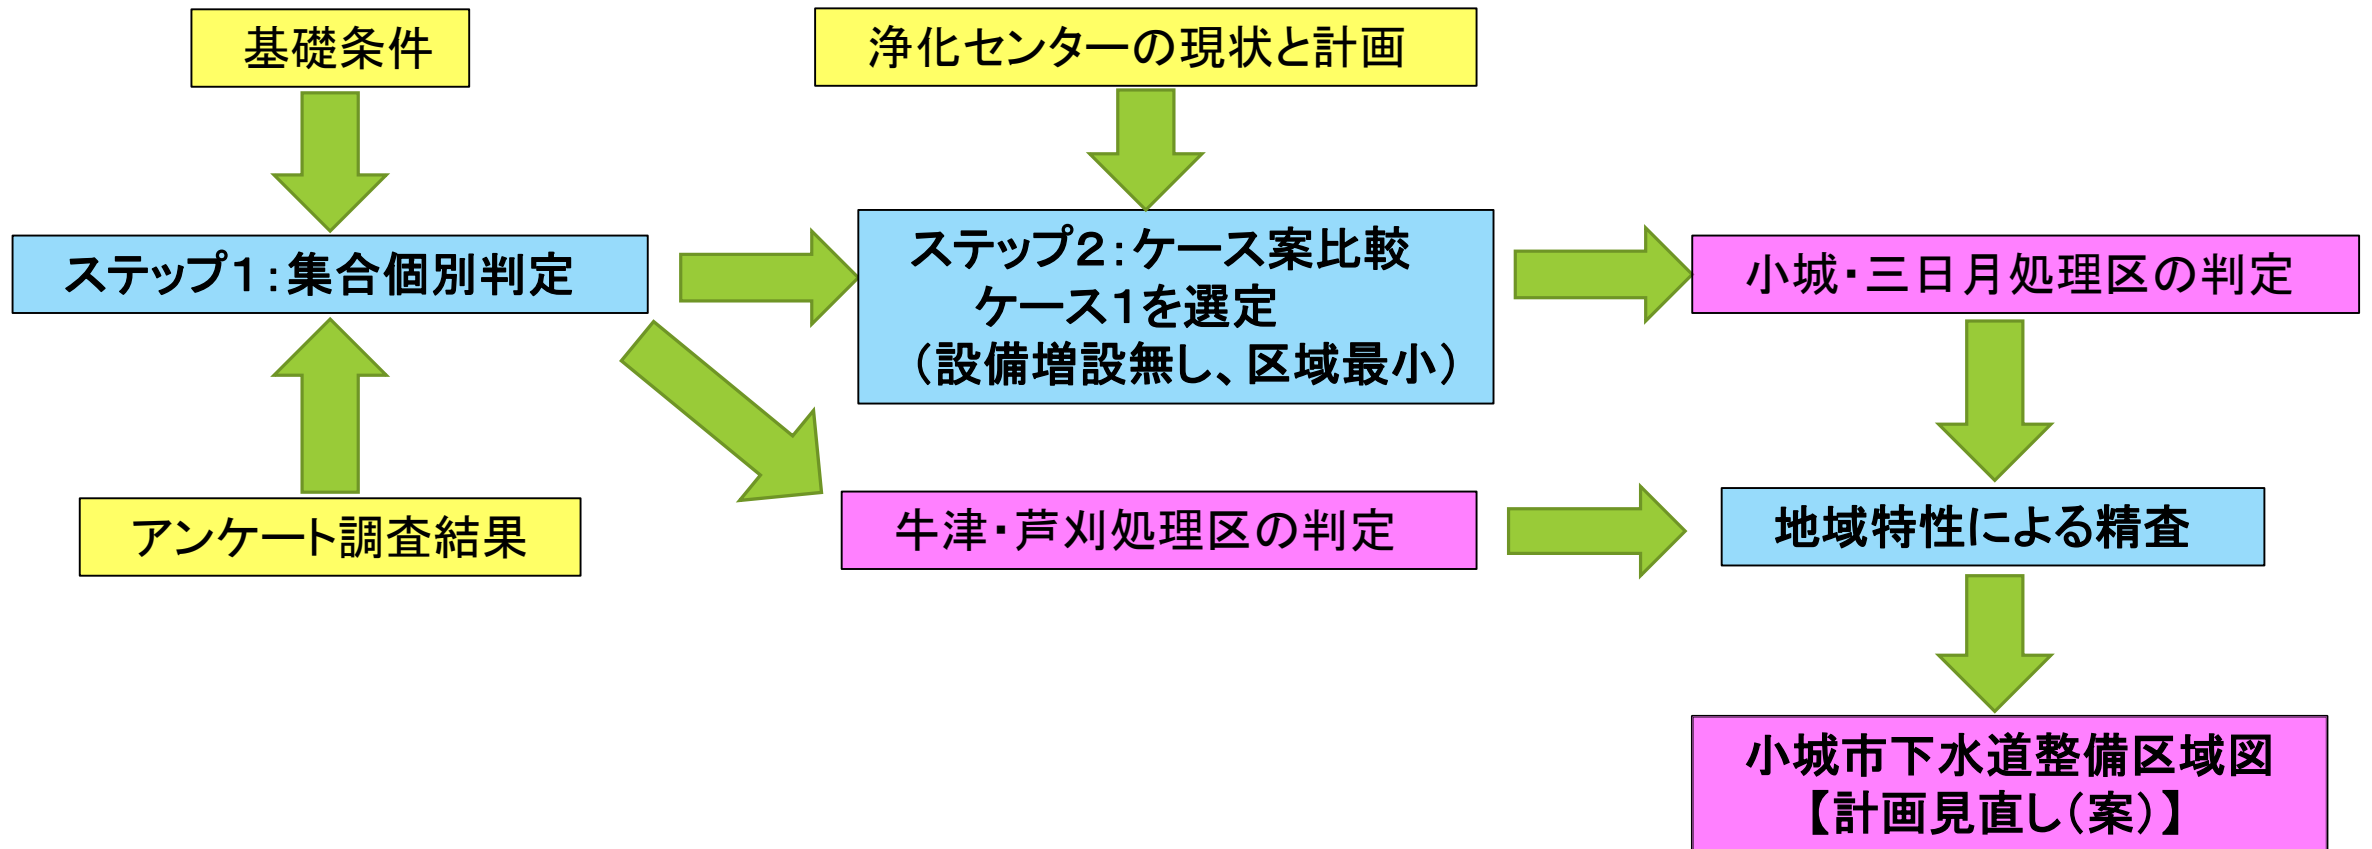 基礎条件
浄化センターの現状と計画
ステップ1:集合個別判定
ステップ2:ケース案比較
ケース1を選定
(設備増設無し、区域最小)
小城・三日月処理区の判定
アンケート調査結果
牛津・芦刈処理区の判定
地域特性による精査
小城市下水道整備区域図
【計画見直し(案)】